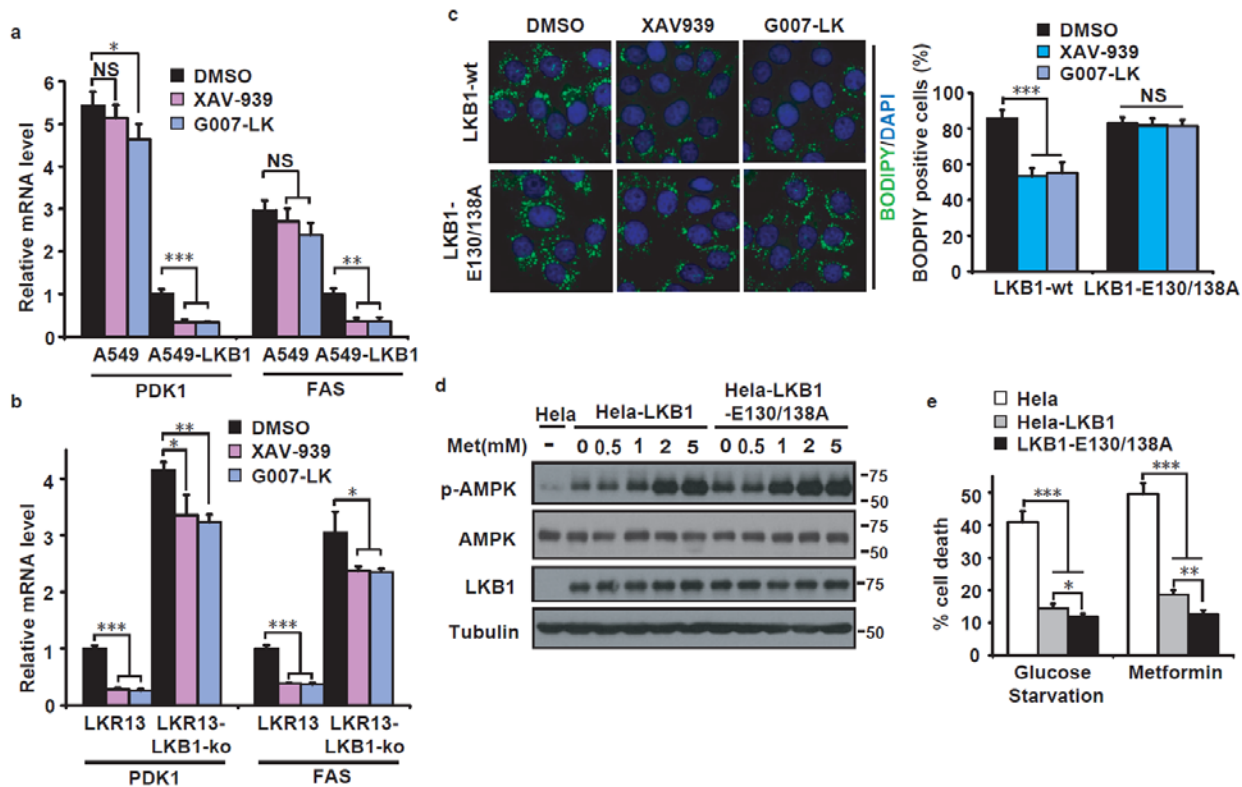 a
Relative mRNA level
6
5
4
3
2
1
0
*
NS
***
NS
**
DMSO
XAV-939
G007-LK
A549 A549-LKB1 A549 A549-LKB1
PDK1 FAS
b
Relative mRNA level
4
3
2
1
0
***
**
*
***
*
DMSO
XAV-939
G007-LK
LKR13 LKR13-LKB1-ko LKR13 LKR13-LKB1-ko
PDK1 FAS
c
DMSO XAV939 G007-LK
LKB1-wt
LKB1-E130/138A
BODIPY/DAPI
BODPIY positive cells (%)
100
80
60
40
20
0
DMSO
XAV-939
G007-LK
***
NS
LKB1-wt LKB1-E130/138A
d
Hela Hela-LKB1 Hela-LKB1
-E130/138A
Met(mM) - 0 0.5 1 2 5 0 0.5 1 2 5
p-AMPK -75
-50
AMPK -75
-50
LKB1 -75
Tubulin -50
e
Hela
Hela-LKB1
LKB1-E130/138A
% cell death
50
40
30
20
10
0
***
*
***
**
Glucose
Starvation
Metformin